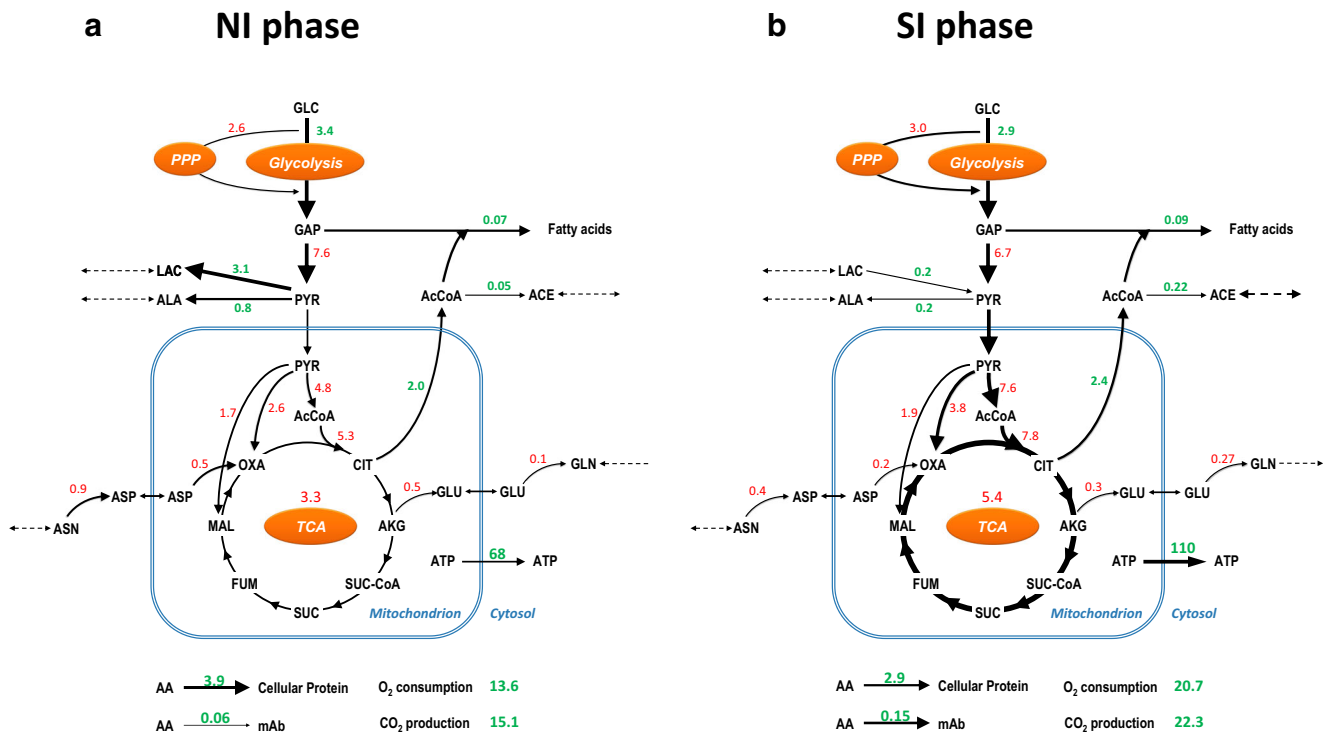 a NI phase
GLC
2.6
3.4
PPP
Glycolysis
0.07
GAP
Fatty acids
7.6
LAC
3.1
0.05
ALA
0.8
PYR
AcCoA
ACE
PYR
4.8
2.0
1.7
2.6
AcCoA
5.3
0.1
0.5
OXA
CIT
GLN
0.9
0.5
ASP
ASP
3.3
GLU
GLU
ASN
MAL
TCA
AKG
68
ATP
ATP
FUM
SUC-CoA
SUC
Mitochondrion
Cytosol
AA 3.9 Cellular Protein
O2 consumption 13.6
AA 0.06 mAb
CO2 production 15.1
b SI phase
GLC
3.0
2.9
PPP
Glycolysis
0.09
GAP
Fatty acids
6.7
LAC
0.2
0.22
ALA
0.2
PYR
AcCoA
ACE
PYR
7.6
2.4
1.9
3.8
AcCoA
7.8
0.27
0.2
OXA
CIT
GLN
0.4
0.3
ASP
ASP
5.4
GLU
GLU
ASN
MAL
TCA
AKG
110
ATP
ATP
FUM
SUC-CoA
SUC
Mitochondrion
Cytosol
AA 2.9 Cellular Protein
O2 consumption 20.7
AA 0.15 mAb
CO2 production 22.3